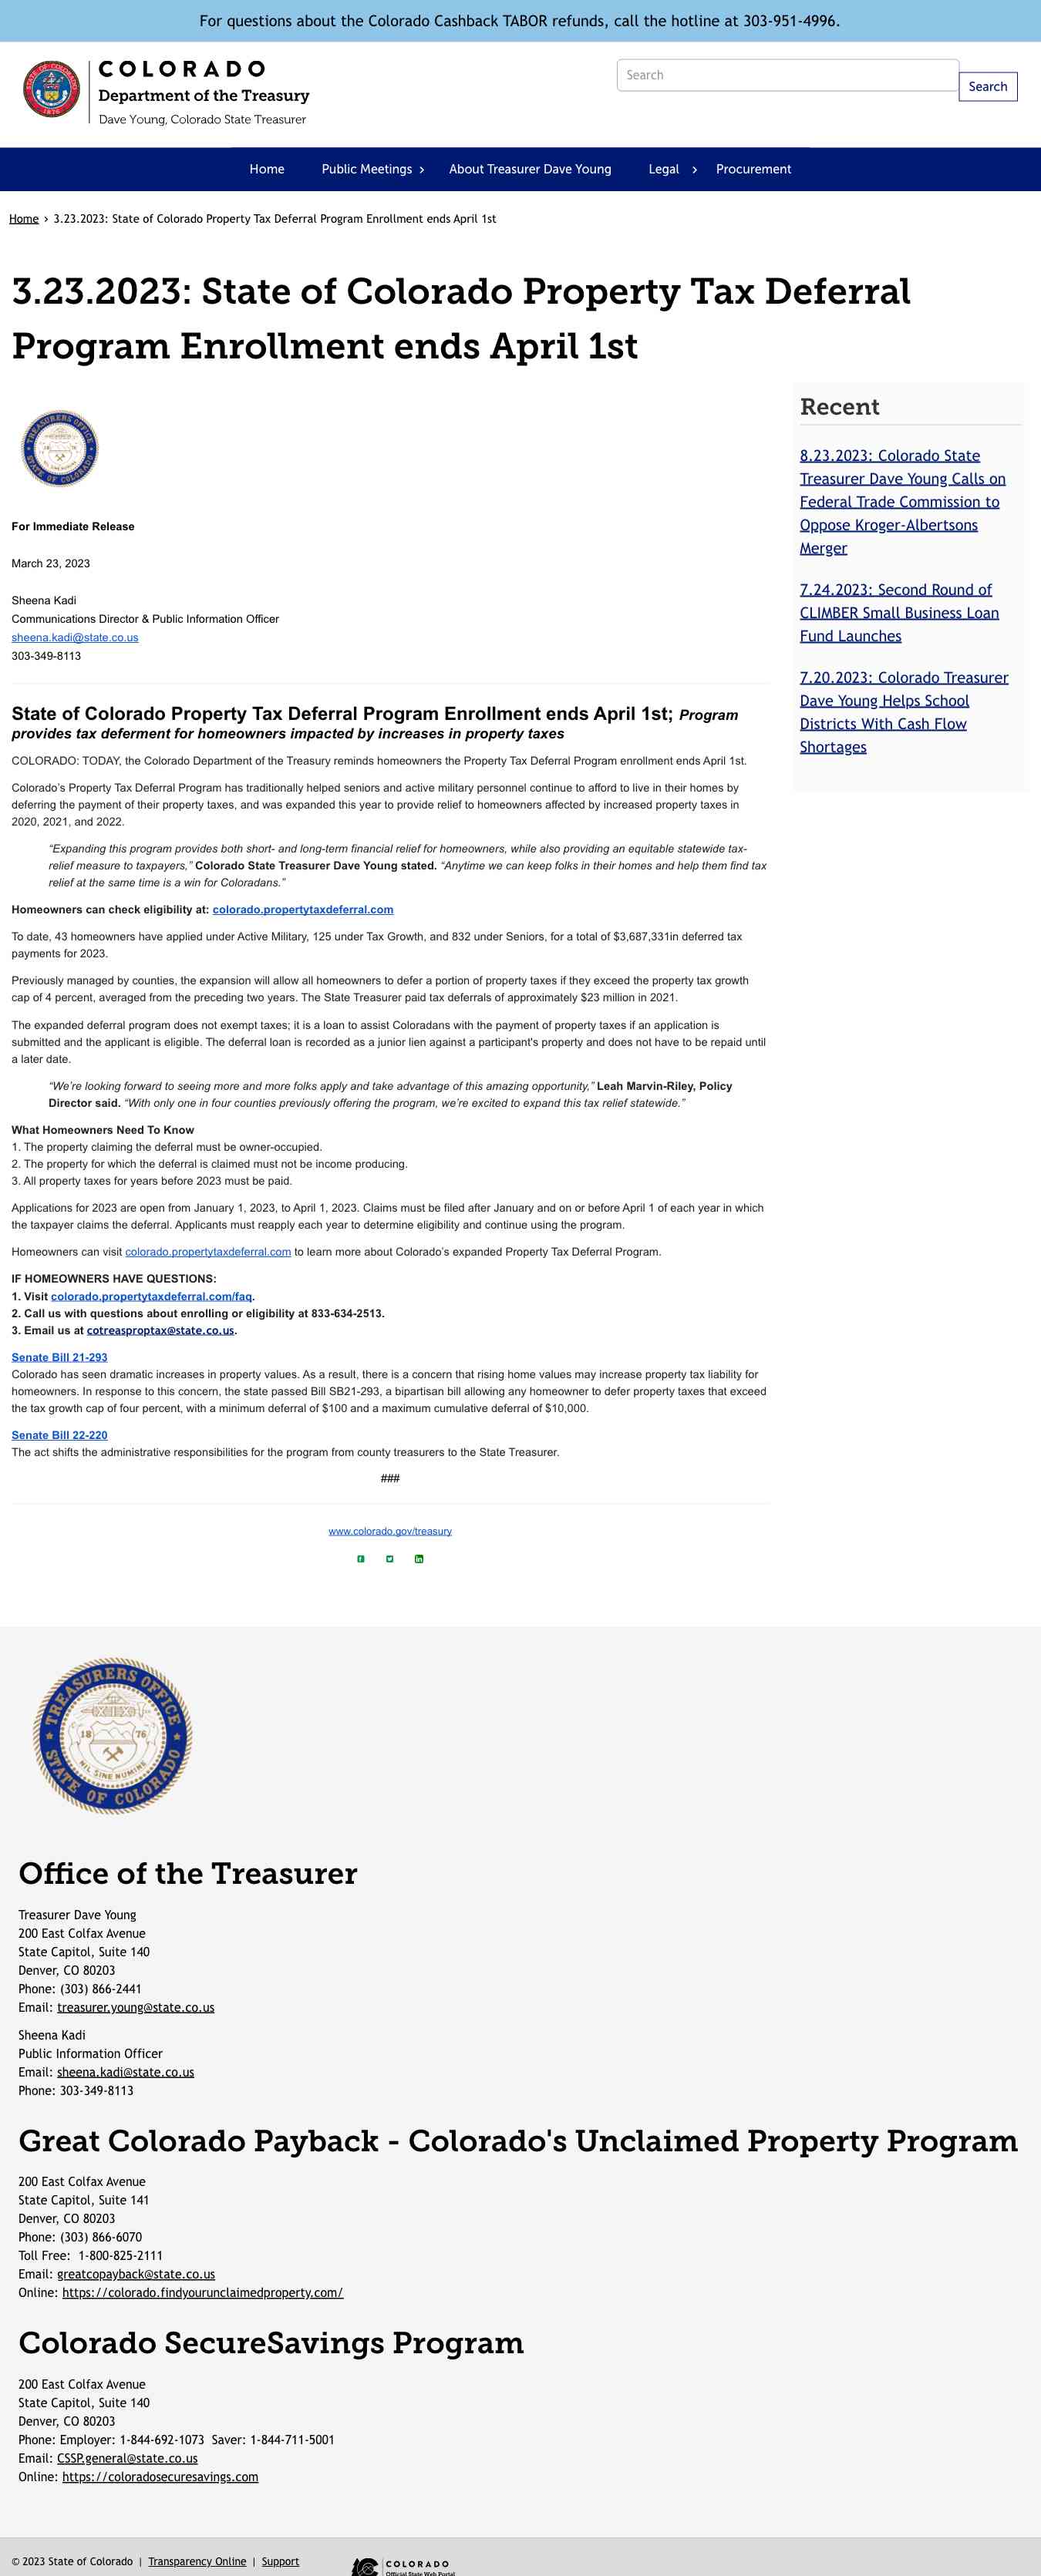 For questions about the Colorado Cashback TABOR refunds, call the hotline at 303-951-4996.
COLORADO
Department of the Treasury
Dave Young, Colorado State Treasurer
Search
Search
Home
Public Meetings
About Treasurer Dave Young
Legal
Procurement
Home › 3.23.2023: State of Colorado Property Tax Deferral Program Enrollment ends April 1st
3.23.2023: State of Colorado Property Tax Deferral
Program Enrollment ends April 1st
TREASURERS OFFICE
1876
STATE OF COLORADO
For Immediate Release
March 23, 2023
Sheena Kadi
Communications Director & Public Information Officer
sheena.kadi@state.co.us
303-349-8113
State of Colorado Property Tax Deferral Program Enrollment ends April 1st; Program
provides tax deferment for homeowners impacted by increases in property taxes
COLORADO: TODAY, the Colorado Department of the Treasury reminds homeowners the Property Tax Deferral Program enrollment ends April 1st.
Colorado's Property Tax Deferral Program has traditionally helped seniors and active military personnel continue to afford to live in their homes by
deferring the payment of their property taxes, and was expanded this year to provide relief to homeowners affected by increased property taxes in
2020, 2021, and 2022.
“Expanding this program provides both short- and long-term financial relief for homeowners, while also providing an equitable statewide tax-
relief measure to taxpayers,” Colorado State Treasurer Dave Young stated. “Anytime we can keep folks in their homes and help them find tax
relief at the same time is a win for Coloradans.”
Homeowners can check eligibility at: colorado.propertytaxdeferral.com
To date, 43 homeowners have applied under Active Military, 125 under Tax Growth, and 832 under Seniors, for a total of $3,687,331in deferred tax
payments for 2023.
Previously managed by counties, the expansion will allow all homeowners to defer a portion of property taxes if they exceed the property tax growth
cap of 4 percent, averaged from the preceding two years. The State Treasurer paid tax deferrals of approximately $23 million in 2021.
The expanded deferral program does not exempt taxes; it is a loan to assist Coloradans with the payment of property taxes if an application is
submitted and the applicant is eligible. The deferral loan is recorded as a junior lien against a participant's property and does not have to be repaid until
a later date.
“We're looking forward to seeing more and more folks apply and take advantage of this amazing opportunity,” Leah Marvin-Riley, Policy
Director said. “With only one in four counties previously offering the program, we're excited to expand this tax relief statewide.”
What Homeowners Need To Know
1. The property claiming the deferral must be owner-occupied.
2. The property for which the deferral is claimed must not be income producing.
3. All property taxes for years before 2023 must be paid.
Applications for 2023 are open from January 1, 2023, to April 1, 2023. Claims must be filed after January and on or before April 1 of each year in which
the taxpayer claims the deferral. Applicants must reapply each year to determine eligibility and continue using the program.
Homeowners can visit colorado.propertytaxdeferral.com to learn more about Colorado's expanded Property Tax Deferral Program.
IF HOMEOWNERS HAVE QUESTIONS:
1. Visit colorado.propertytaxdeferral.com/faq.
2. Call us with questions about enrolling or eligibility at 833-634-2513.
3. Email us at cotreasproptax@state.co.us.
Senate Bill 21-293
Colorado has seen dramatic increases in property values. As a result, there is a concern that rising home values may increase property tax liability for
homeowners. In response to this concern, the state passed Bill SB21-293, a bipartisan bill allowing any homeowner to defer property taxes that exceed
the tax growth cap of four percent, with a minimum deferral of $100 and a maximum cumulative deferral of $10,000.
Senate Bill 22-220
The act shifts the administrative responsibilities for the program from county treasurers to the State Treasurer.
###
www.colorado.gov/treasury
Recent
8.23.2023: Colorado State
Treasurer Dave Young Calls on
Federal Trade Commission to
Oppose Kroger-Albertsons
Merger
7.24.2023: Second Round of
CLIMBER Small Business Loan
Fund Launches
7.20.2023: Colorado Treasurer
Dave Young Helps School
Districts With Cash Flow
Shortages
TREASURERS OFFICE
1876
NIL SINE NUMINE
STATE OF COLORADO
Office of the Treasurer
Treasurer Dave Young
200 East Colfax Avenue
State Capitol, Suite 140
Denver, CO 80203
Phone: (303) 866-2441
Email: treasurer.young@state.co.us
Sheena Kadi
Public Information Officer
Email: sheena.kadi@state.co.us
Phone: 303-349-8113
Great Colorado Payback - Colorado's Unclaimed Property Program
200 East Colfax Avenue
State Capitol, Suite 141
Denver, CO 80203
Phone: (303) 866-6070
Toll Free: 1-800-825-2111
Email: greatcopayback@state.co.us
Online: https://colorado.findyourunclaimedproperty.com/
Colorado SecureSavings Program
200 East Colfax Avenue
State Capitol, Suite 140
Denver, CO 80203
Phone: Employer: 1-844-692-1073 Saver: 1-844-711-5001
Email: CSSP.general@state.co.us
Online: https://coloradosecuresavings.com
© 2023 State of Colorado | Transparency Online | Support
COLORADO
Official State Web Portal